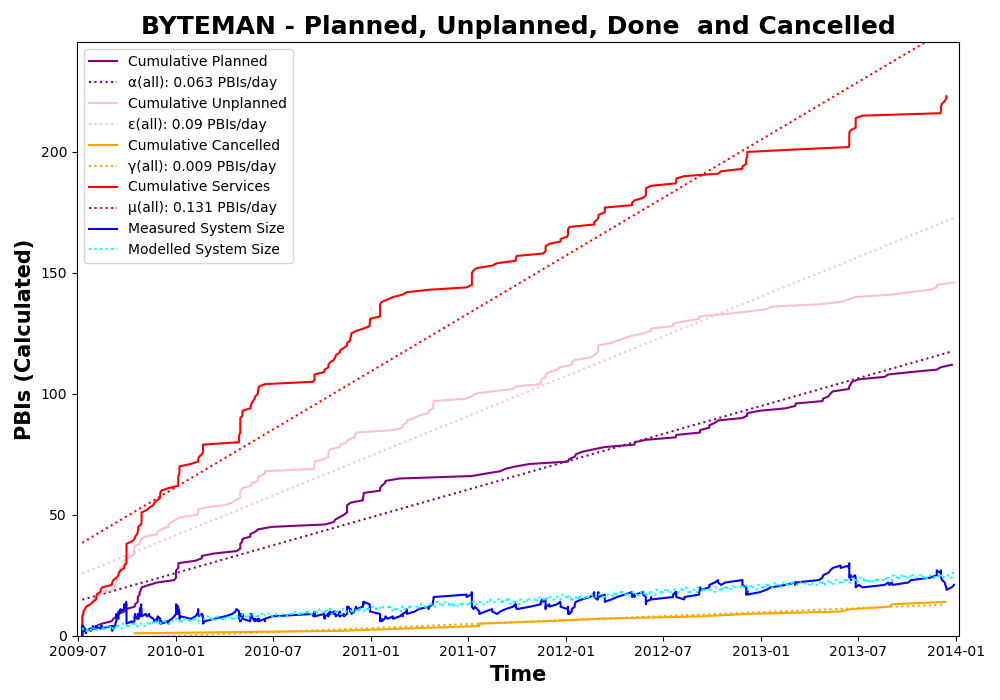 BYTEMAN - Planned, Unplanned, Done  and Cancelled
Cumulative Planned
α(all): 0.063 PBIs/day
Cumulative Unplanned
ε(all): 0.09 PBIs/day
Cumulative Cancelled
γ(all): 0.009 PBIs/day
Cumulative Services
μ(all): 0.131 PBIs/day
Measured System Size
Modelled System Size
PBIs (Calculated)
200
150
100
50
0
2009-07 2010-01 2010-07 2011-01 2011-07 2012-01 2012-07 2013-01 2013-07 2014-01
Time